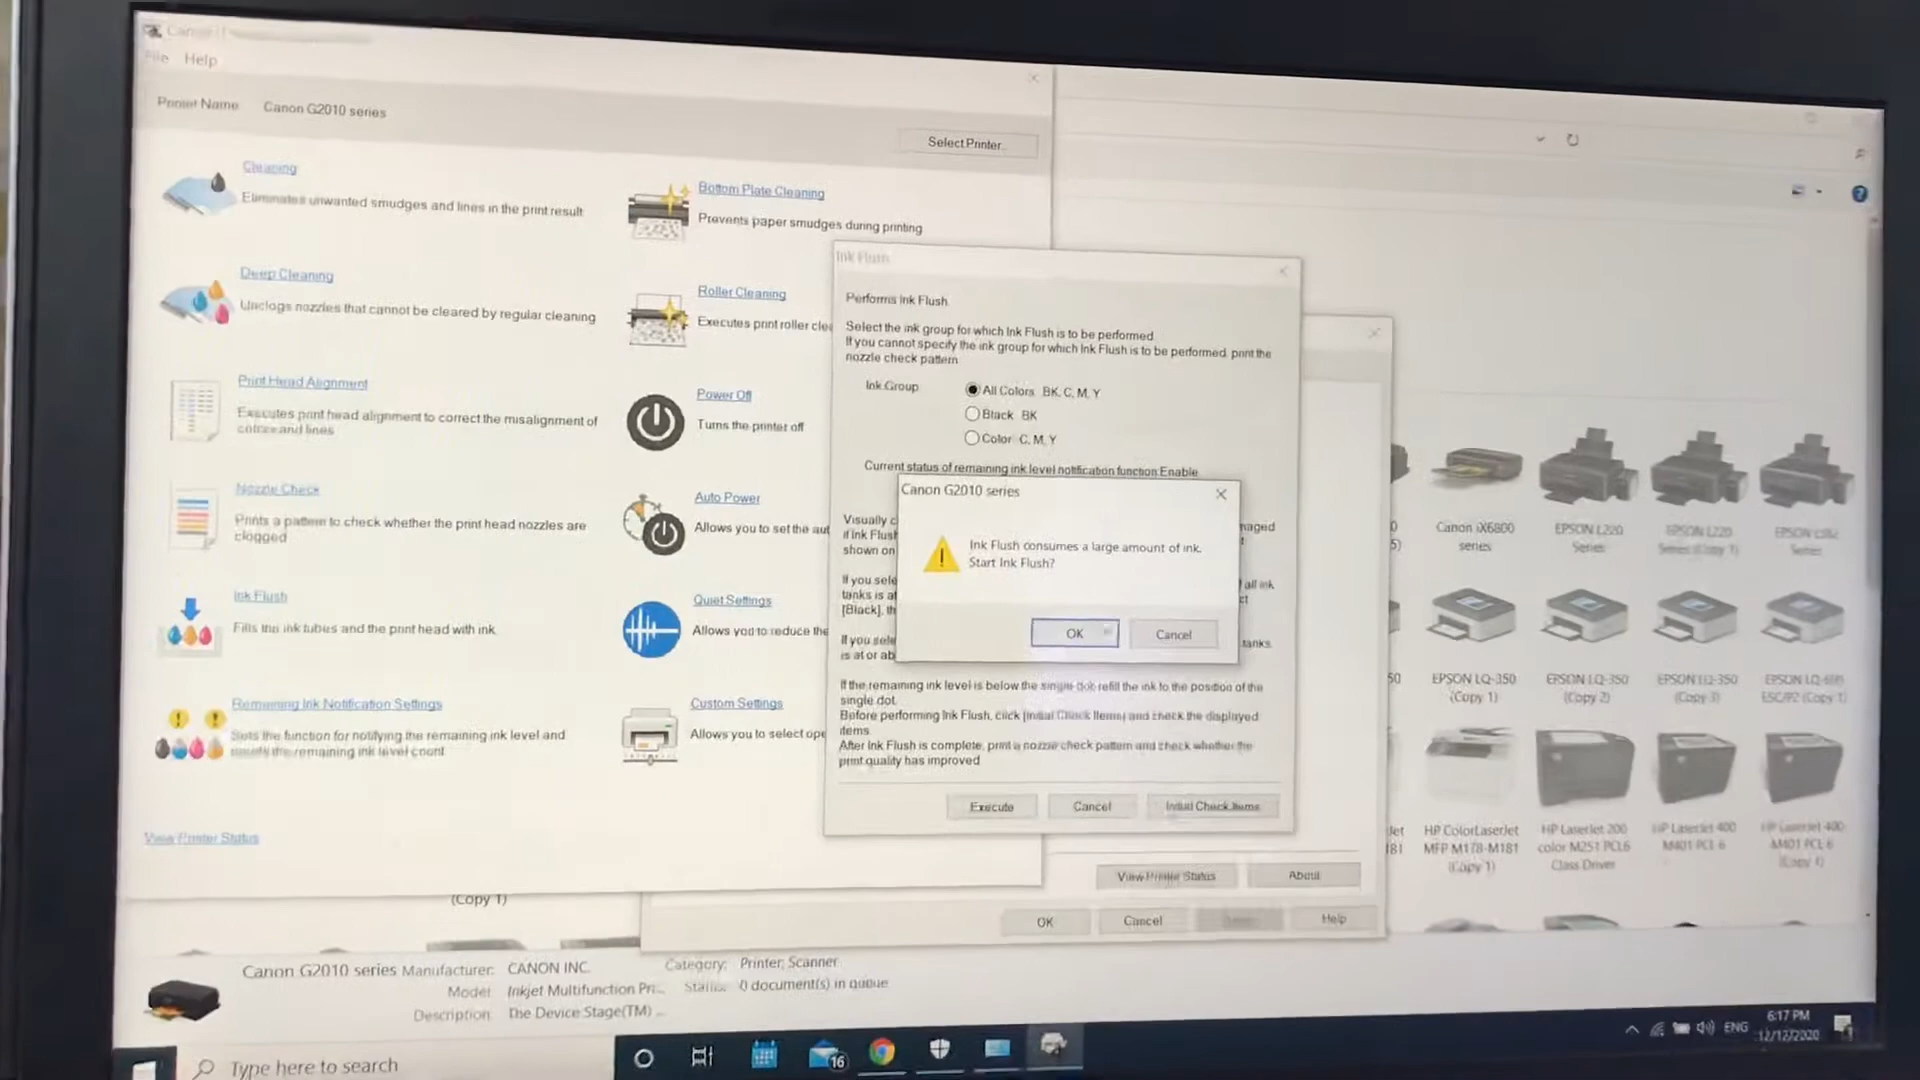 File Help
Printer Name Canon G2010 series
Select Printer...
Cleaning
Eliminates unwanted smudges and lines in the print result
Deep Cleaning
Unclogs nozzles that cannot be cleared by regular cleaning
Print Head Alignment
Executes print head alignment to correct the misalignment of
colors and lines
Nozzle Check
Prints a pattern to check whether the print head nozzles are
clogged
Ink Flush
Fills the ink tubes and the print head with ink
Remaining Ink Notification Settings
Sets the function for notifying the remaining ink level and
the remaining ink level count
View Printer Status
Bottom Plate Cleaning
Prevents paper smudges during printing
Roller Cleaning
Executes print roller clea
Power Off
Turns the printer off
Auto Power
Allows you to set the aut
Quiet Settings
Allows you to reduce the
Custom Settings
Allows you to select ope
Ink Flush
Performs Ink Flush
Select the ink group for which Ink Flush is to be performed.
If you cannot specify the ink group for which Ink Flush is to be performed, print the
nozzle check pattern
Ink Group
All Colors BK, C, M, Y
Black BK
Color C, M, Y
Current status of remaining ink level notification function:Enable
Canon G2010 series
Ink Flush consumes a large amount of ink.
Start Ink Flush?
OK Cancel
Visually c
if Ink Flush
shown on
naged
If you sele
tanks is at
[Black], th
all ink
If you sele
is at or ab
tanks
If the remaining ink level is below the single dot, refill the ink to the position of the
single dot.
Before performing Ink Flush, click [Initial Check Items] and check the displayed
items.
After Ink Flush is complete, print a nozzle check pattern and check whether the
print quality has improved
Execute Cancel Initial Check Items
View Printer Status About
OK Cancel Help
Canon iX6800
series
EPSON L220
Series
EPSON L220
Series (Copy 1)
EPSON
Series
EPSON LQ-350
(Copy 1)
EPSON LQ-350
(Copy 2)
EPSON LQ-350
(Copy 3)
EPSON
ESC/P2 (Copy 1)
HP ColorLaserJet
MFP M178-M181
(Copy 1)
HP LaserJet 200
color M251 PCL6
Class Driver
HP LaserJet 400
M401 PCL 6
HP LaserJet 400
M401 PCL 6
(Copy 1)
(Copy 1)
Canon G2010 series Manufacturer: CANON INC.
Model: Inkjet Multifunction Pri...
Description: The Device Stage(TM) ...
Category: Printer; Scanner
Status: 0 document(s) in queue
Type here to search
16
ENG
6:17 PM
12/12/2020